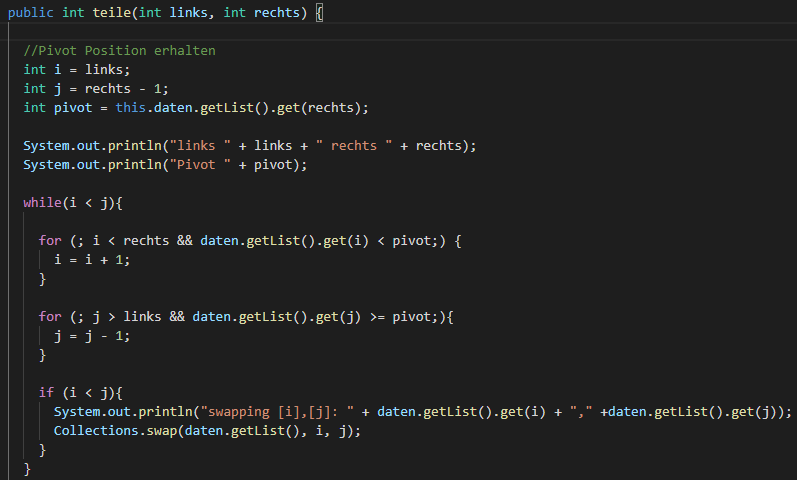 public int teile(int links, int rechts) {
//Pivot Position erhalten
int i = links;
int j = rechts - 1;
int pivot = this.daten.getList().get(rechts);
System.out.println("links " + links + " rechts " + rechts);
System.out.println("Pivot " + pivot);
while(i < j){
for (; i < rechts && daten.getList().get(i) < pivot;) {
i = i + 1;
}
for (; j > links && daten.getList().get(j) >= pivot;){
j = j - 1;
}
if (i < j){
System.out.println("swapping [i],[j]: " + daten.getList().get(i) + "," +daten.getList().get(j));
Collections.swap(daten.getList(), i, j);
}
}